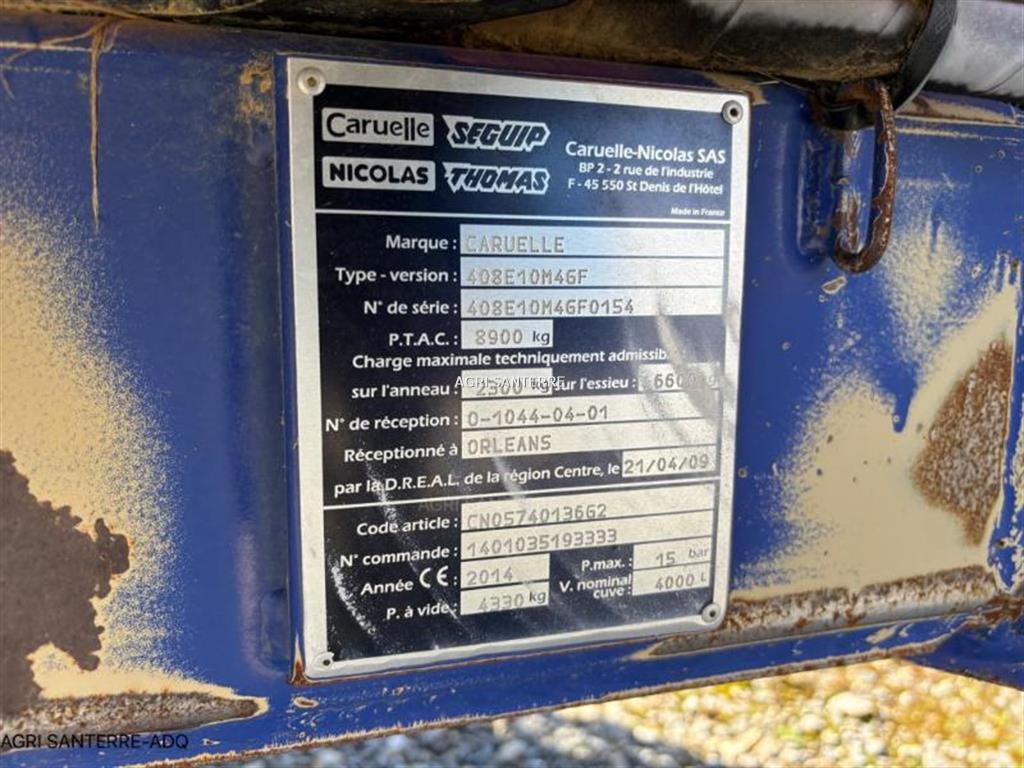 Caruelle SEGUIP
NICOLAS THOMAS
Caruelle-Nicolas SAS
BP 2 - 2 rue de l'industrie
F - 45 550 St Denis de l'Hôtel
Made in France
Marque : CARUELLE
Type - version : 408E10M46F
N° de série : 408E10M46F0154
P.T.A.C. : 8900 kg
Charge maximale techniquement admissib
sur l'anneau : 2300 kg sur l'essieu :
AGRI SANTERRE
N° de réception : 0-1044-04-01
Réceptionné à ORLEANS
par la D.R.E.A.L. de la région Centre, le 21/04/09
Code article : CN0574013662
N° commande : 1401035193333
Année CE : 2014 P.max. : 15 bar
P. à vide : 4330 kg V. nominal cuve : 4000 L
AGRI SANTERRE-ADQ